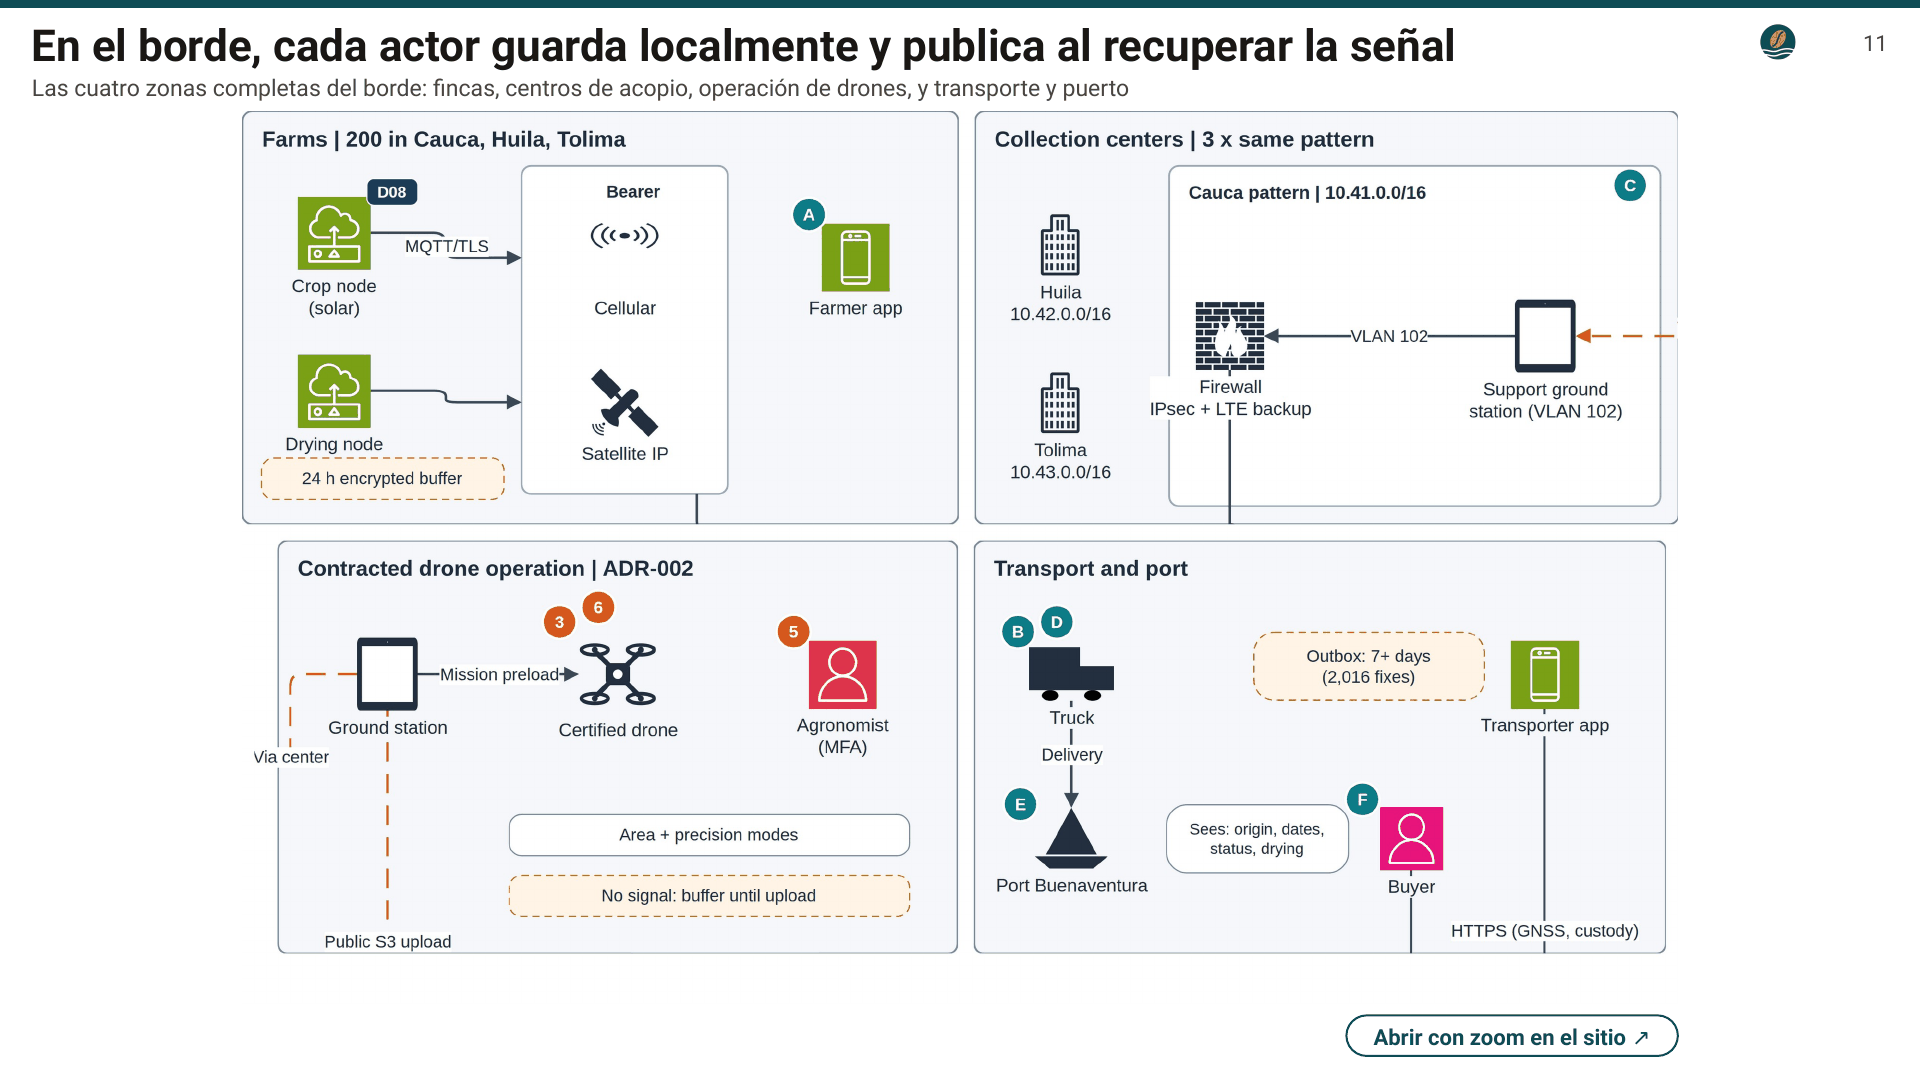 En el borde, cada actor guarda localmente y publica al recuperar la señal
11
Las cuatro zonas completas del borde: fincas, centros de acopio, operación de drones, y transporte y puerto
Farms | 200 in Cauca, Huila, Tolima
D08
MQTT/TLS
Crop node
(solar)
Drying node
24 h encrypted buffer
Bearer
Cellular
Satellite IP
A
Farmer app
Collection centers | 3 x same pattern
Huila
10.42.0.0/16
Tolima
10.43.0.0/16
Cauca pattern | 10.41.0.0/16
C
VLAN 102
Firewall
IPsec + LTE backup
Support ground
station (VLAN 102)
Contracted drone operation | ADR-002
3
6
5
Mission preload
Ground station
Certified drone
Agronomist
(MFA)
Via center
Area + precision modes
No signal: buffer until upload
Public S3 upload
Transport and port
B
D
Truck
Delivery
E
Port Buenaventura
Outbox: 7+ days
(2,016 fixes)
Transporter app
Sees: origin, dates,
status, drying
F
Buyer
HTTPS (GNSS, custody)
Abrir con zoom en el sitio ↗